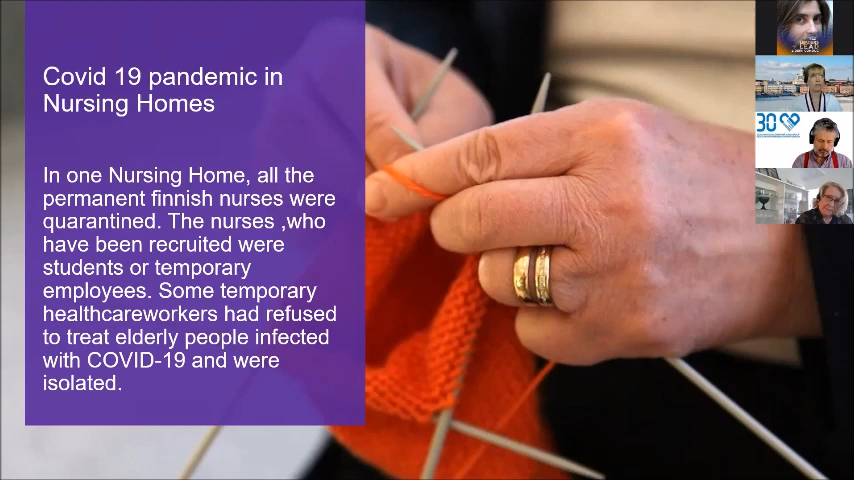 Covid 19 pandemic in
Nursing Homes
In one Nursing Home, all the
permanent finnish nurses were
quarantined. The nurses ,who
have been recruited were
students or temporary
employees. Some temporary
healthcareworkers had refused
to treat elderly people infected
with COVID-19 and were
isolated.
30